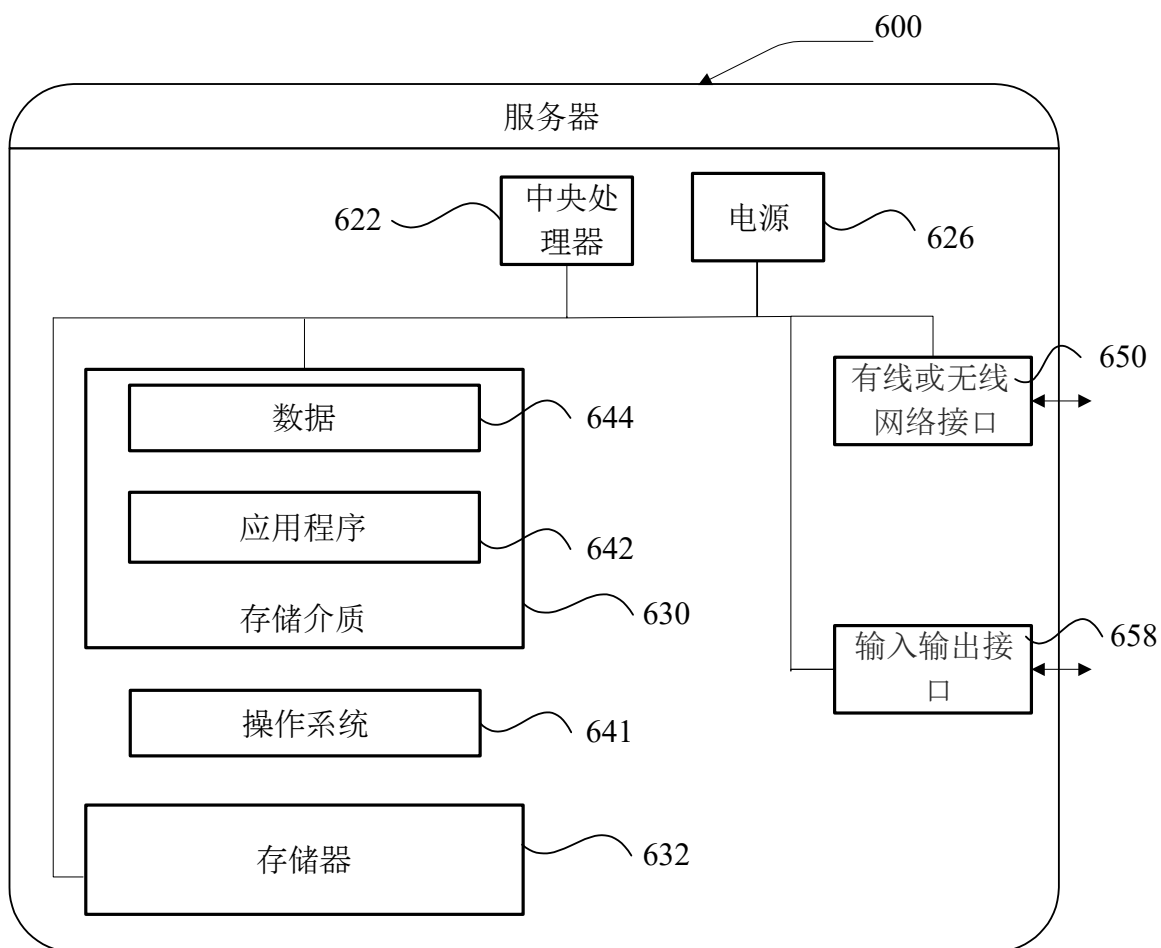 600
服务器
中央处
理器
622
电源
626
有线或无线
网络接口
650
数据
644
应用程序
642
存储介质
630
输入输出接
口
658
操作系统
641
存储器
632